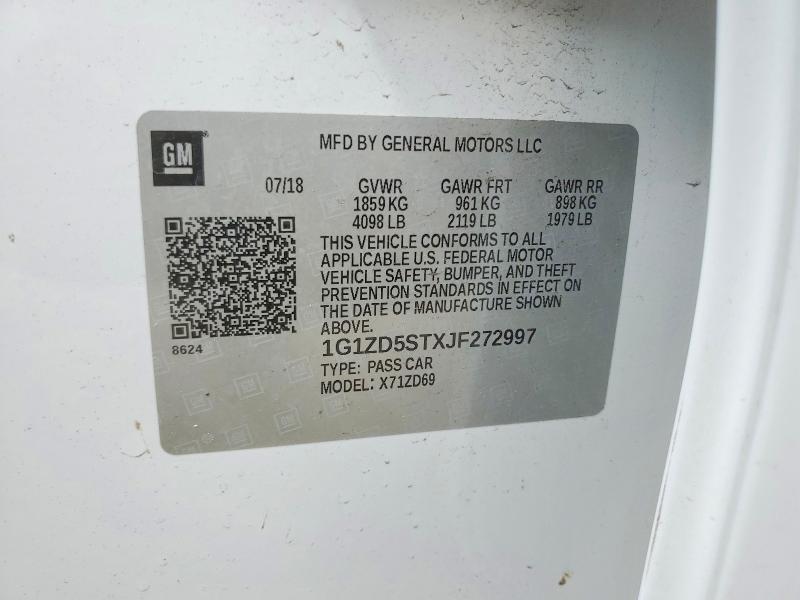 GM
MFD BY GENERAL MOTORS LLC
07/18 GVWR GAWR FRT GAWR RR
1859 KG 961 KG 898 KG
4098 LB 2119 LB 1979 LB
THIS VEHICLE CONFORMS TO ALL
APPLICABLE U.S. FEDERAL MOTOR
VEHICLE SAFETY, BUMPER, AND THEFT
PREVENTION STANDARDS IN EFFECT ON
THE DATE OF MANUFACTURE SHOWN
ABOVE.
8624
1G1ZD5STXJF272997
TYPE: PASS CAR
MODEL: X71ZD69